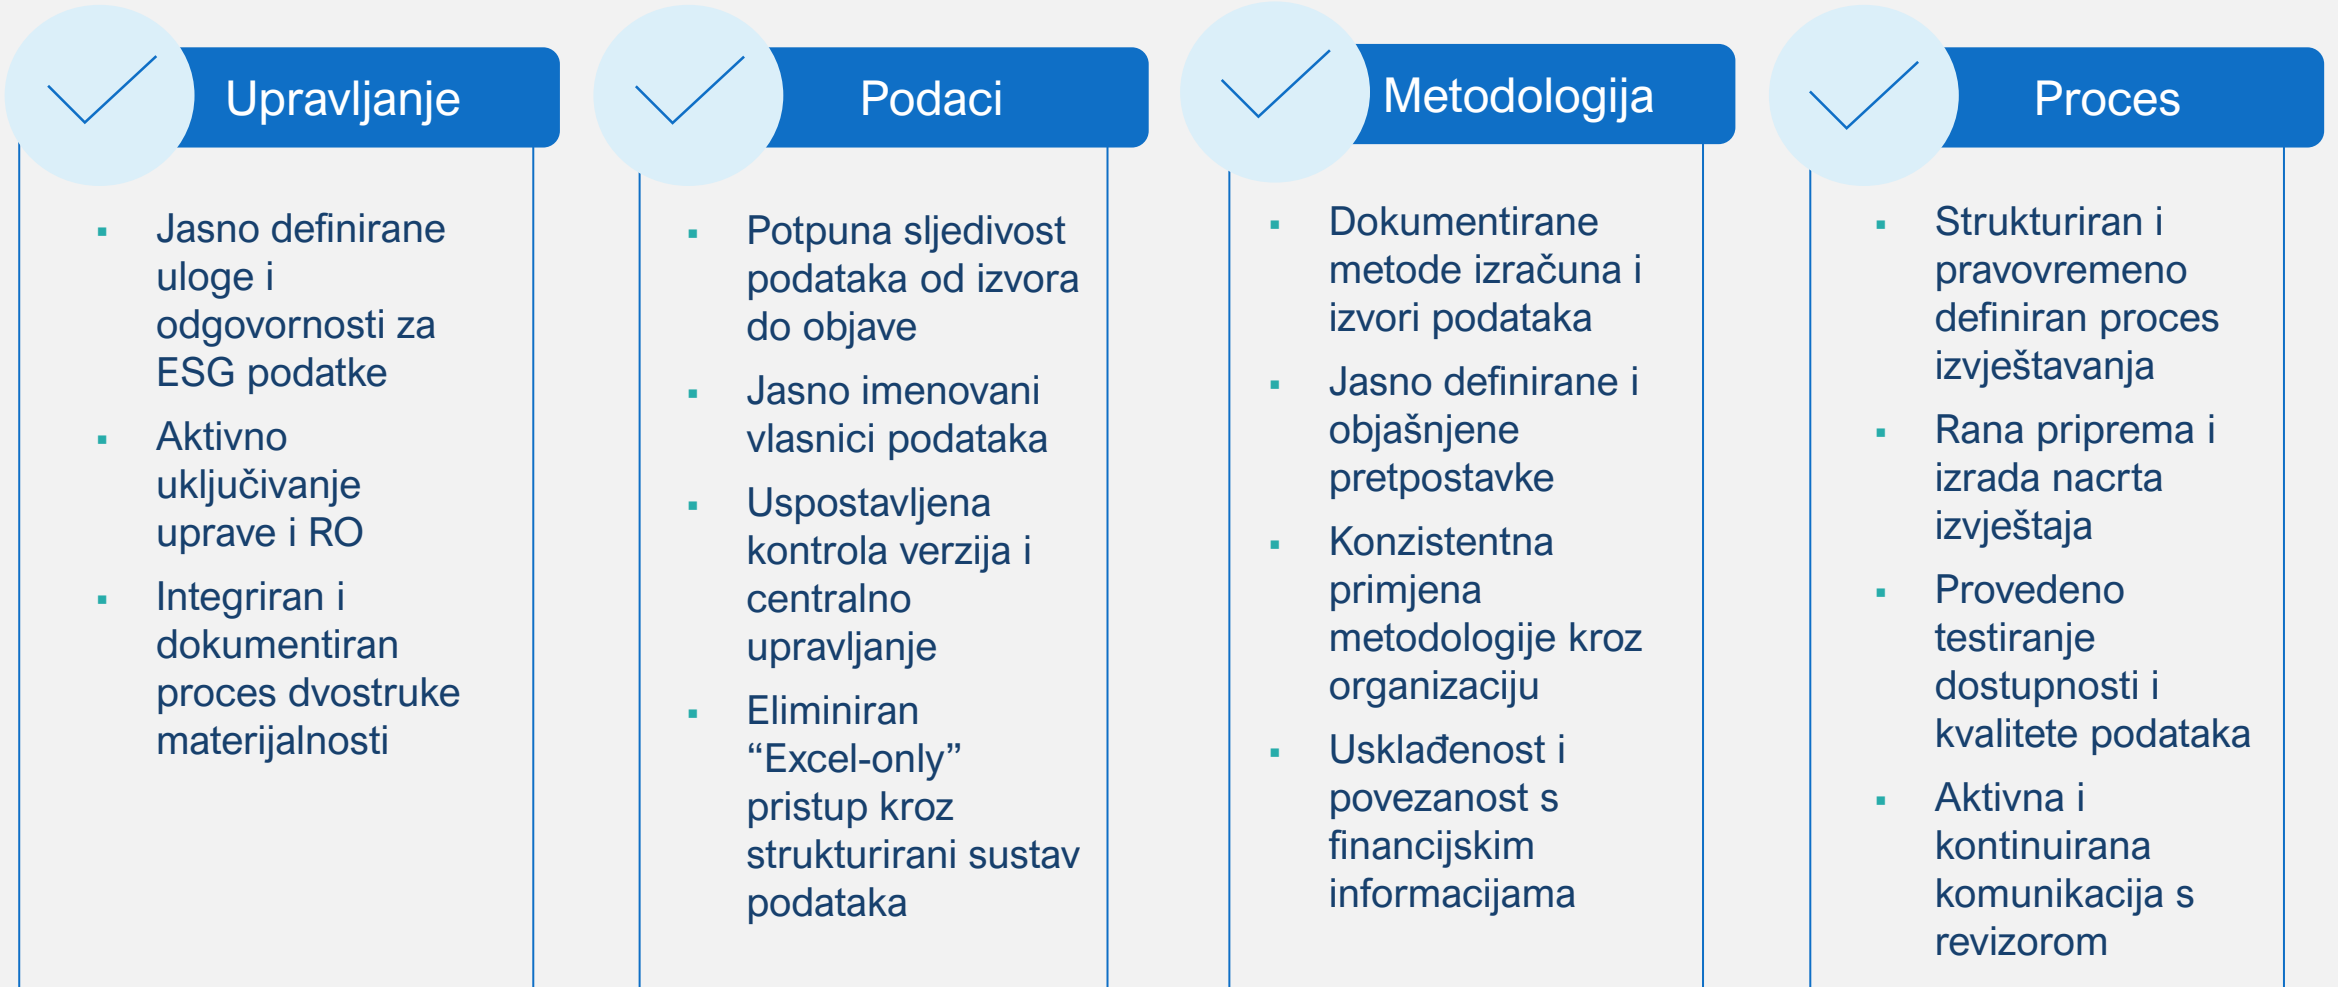 Upravljanje
▪ Jasno definirane
uloge i
odgovornosti za
ESG podatke
▪ Aktivno
uključivanje
uprave i RO
▪ Integriran i
dokumentiran
proces dvostruke
materijalnosti
Podaci
▪ Potpuna sljedivost
podataka od izvora
do objave
▪ Jasno imenovani
vlasnici podataka
▪ Uspostavljena
kontrola verzija i
centralno
upravljanje
▪ Eliminiran
“Excel-only”
pristup kroz
strukturirani sustav
podataka
Metodologija
▪ Dokumentirane
metode izračuna i
izvori podataka
▪ Jasno definirane i
objašnjene
pretpostavke
▪ Konzistentna
primjena
metodologije kroz
organizaciju
▪ Usklađenost i
povezanost s
financijskim
informacijama
Proces
▪ Strukturiran i
pravovremeno
definiran proces
izvještavanja
▪ Rana priprema i
izrada nacrta
izvještaja
▪ Provedeno
testiranje
dostupnosti i
kvalitete podataka
▪ Aktivna i
kontinuirana
komunikacija s
revizorom